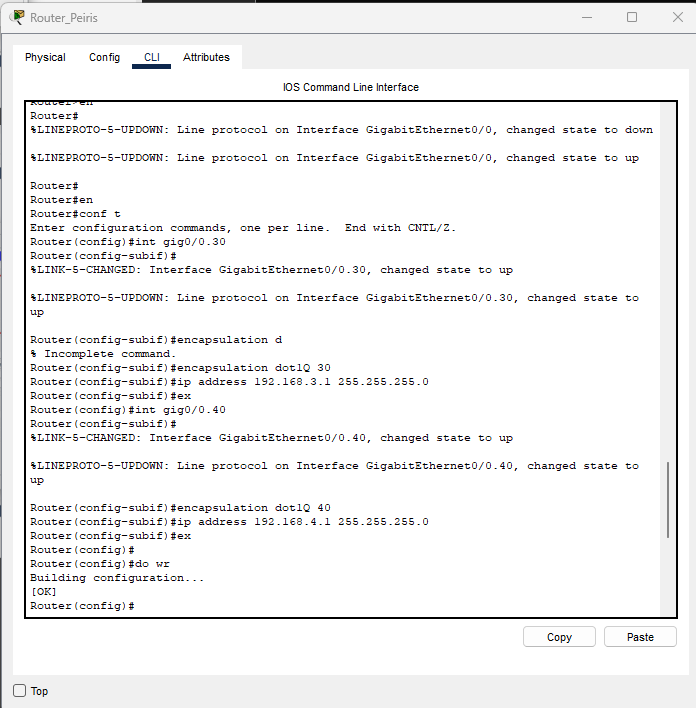 Router_Peiris
Physical Config CLI Attributes
IOS Command Line Interface
Router>en
Router#
%LINEPROTO-5-UPDOWN: Line protocol on Interface GigabitEthernet0/0, changed state to down
%LINEPROTO-5-UPDOWN: Line protocol on Interface GigabitEthernet0/0, changed state to up
Router#
Router#en
Router#conf t
Enter configuration commands, one per line.  End with CNTL/Z.
Router(config)#int gig0/0.30
Router(config-subif)#
%LINK-5-CHANGED: Interface GigabitEthernet0/0.30, changed state to up
%LINEPROTO-5-UPDOWN: Line protocol on Interface GigabitEthernet0/0.30, changed state to
up
Router(config-subif)#encapsulation d
% Incomplete command.
Router(config-subif)#encapsulation dot1Q 30
Router(config-subif)#ip address 192.168.3.1 255.255.255.0
Router(config-subif)#ex
Router(config)#int gig0/0.40
Router(config-subif)#
%LINK-5-CHANGED: Interface GigabitEthernet0/0.40, changed state to up
%LINEPROTO-5-UPDOWN: Line protocol on Interface GigabitEthernet0/0.40, changed state to
up
Router(config-subif)#encapsulation dot1Q 40
Router(config-subif)#ip address 192.168.4.1 255.255.255.0
Router(config-subif)#ex
Router(config)#
Router(config)#do wr
Building configuration...
[OK]
Router(config)#
Copy Paste
Top